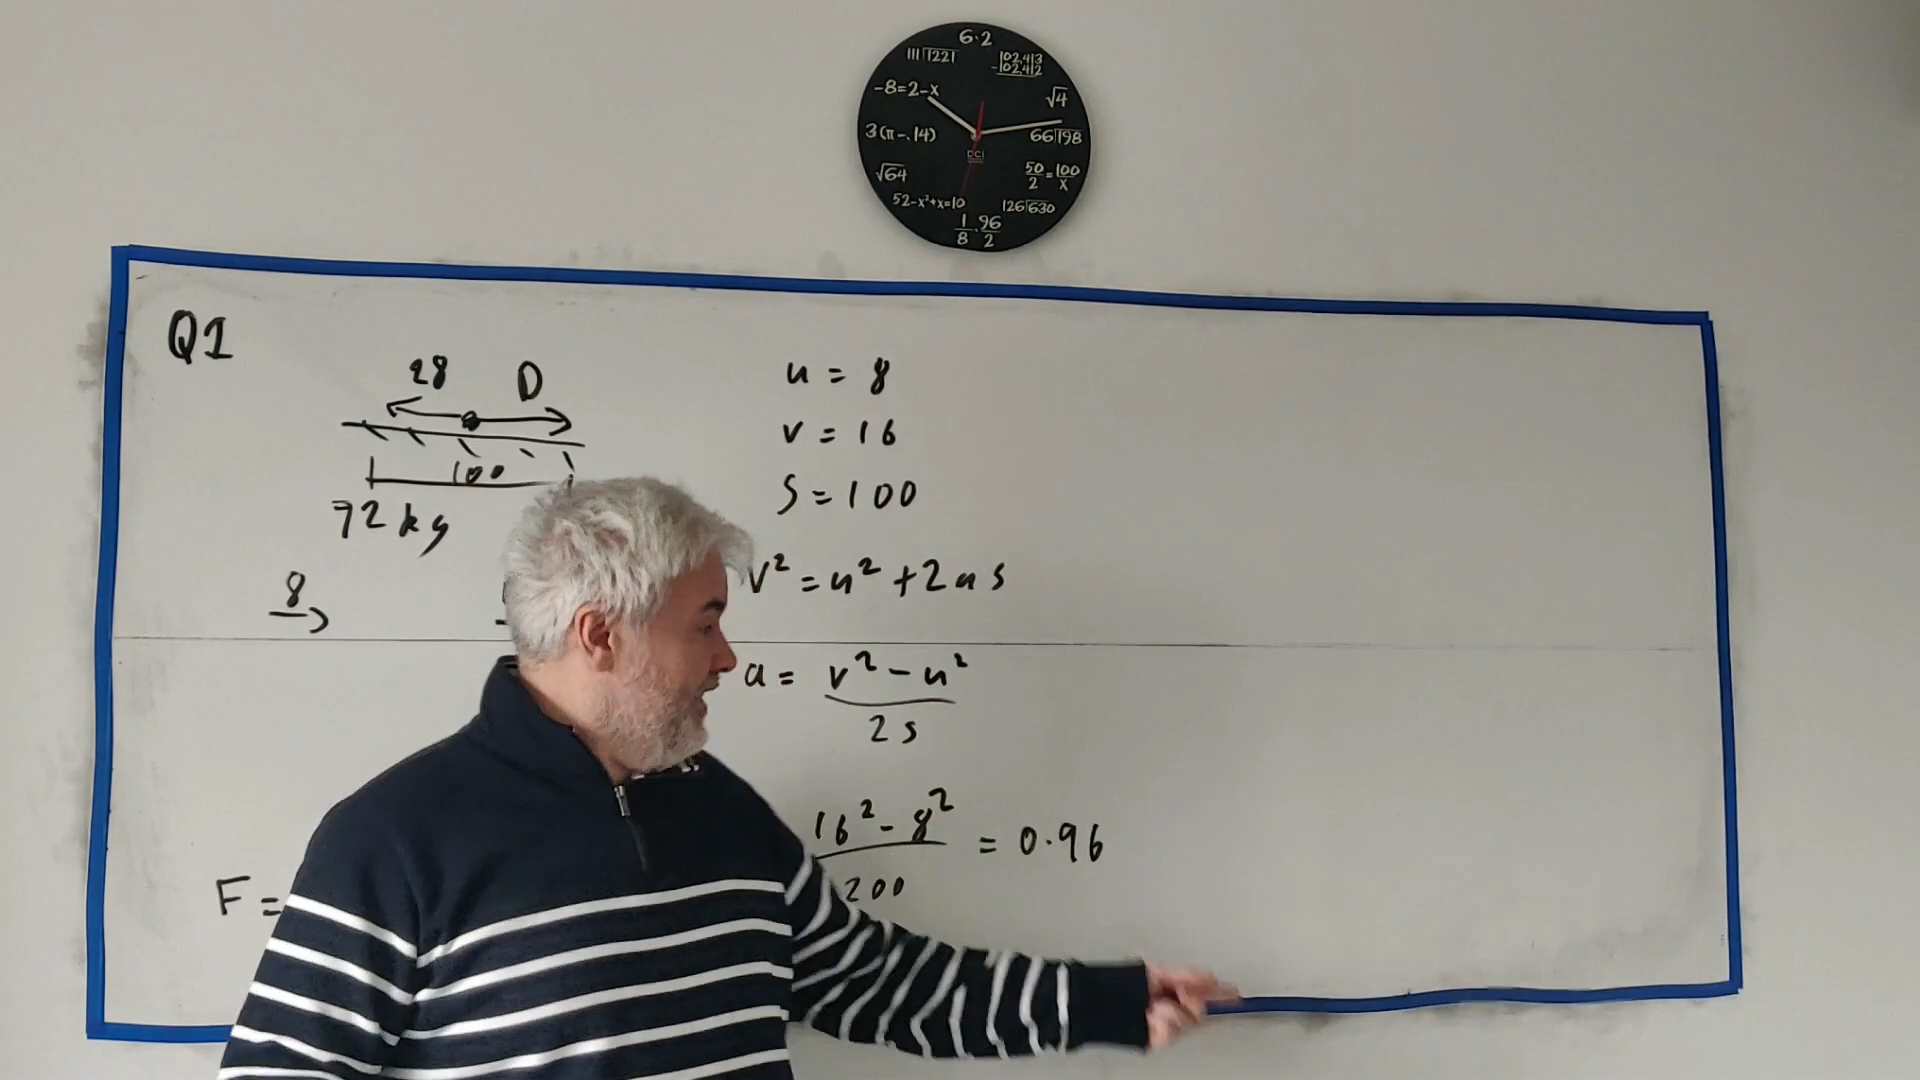 6·2
111⟌1221
102,413
-102,412
-8=2-x
√4
3(π-.14)
66⟌198
√64
50/2=100/x
52-x²+x=10
126⟌630
1/8·96/2
Q1
28 D
100
72 kg
8
u = 8
v = 16
S = 100
v² = u² + 2as
a = v² - u²
2s
16² - 8² = 0.96
200
F =